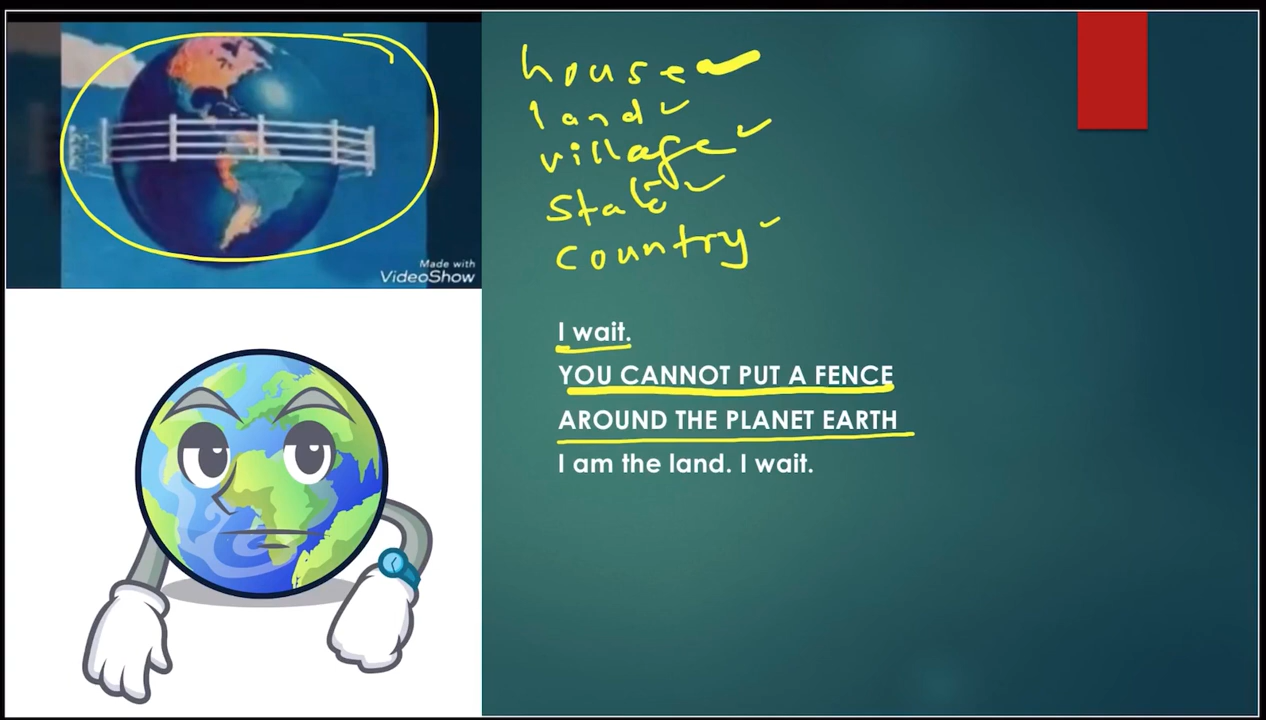 Made with
VideoShow
house
land
village
state
country
I wait.
YOU CANNOT PUT A FENCE
AROUND THE PLANET EARTH
I am the land. I wait.